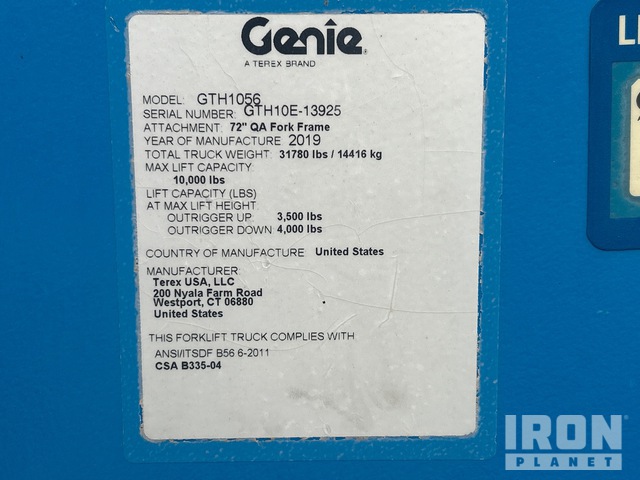 Genie
A TEREX BRAND
MODEL: GTH1056
SERIAL NUMBER: GTH10E-13925
ATTACHMENT: 72" QA Fork Frame
YEAR OF MANUFACTURE 2019
TOTAL TRUCK WEIGHT: 31780 lbs / 14416 kg
MAX LIFT CAPACITY:
10,000 lbs
LIFT CAPACITY (LBS)
AT MAX LIFT HEIGHT:
OUTRIGGER UP: 3,500 lbs
OUTRIGGER DOWN 4,000 lbs
COUNTRY OF MANUFACTURE United States
MANUFACTURER:
Terex USA, LLC
200 Nyala Farm Road
Westport, CT 06880
United States
THIS FORKLIFT TRUCK COMPLIES WITH
ANSI/ITSDF B56 6-2011
CSA B335-04
IRON
PLANET